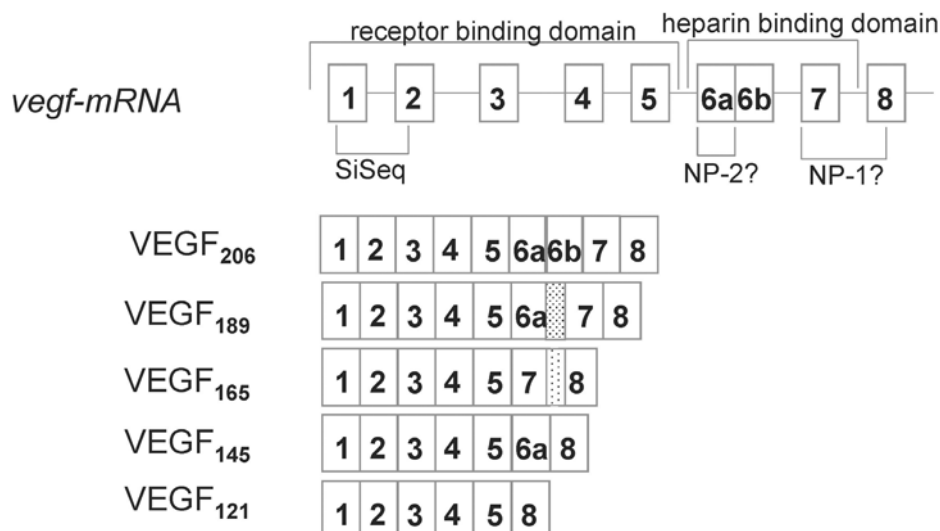 receptor binding domain heparin binding domain
vegf-mRNA 1 2 3 4 5 6a 6b 7 8
SiSeq NP-2? NP-1?
VEGF206 1 2 3 4 5 6a 6b 7 8
VEGF189 1 2 3 4 5 6a 7 8
VEGF165 1 2 3 4 5 7 8
VEGF145 1 2 3 4 5 6a 8
VEGF121 1 2 3 4 5 8